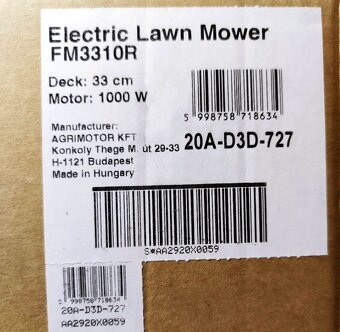 Electric Lawn Mower
FM3310R
Deck: 33 cm
Motor: 1000 W
5 998758 718634
Manufacturer:
AGRIMOTOR KFT
Konkoly Thege M. út 29-33
H-1121 Budapest
Made in Hungary
20A-D3D-727
S*AA2920X0059
5 998758 718634
20A-D3D-727
AA2920X0059